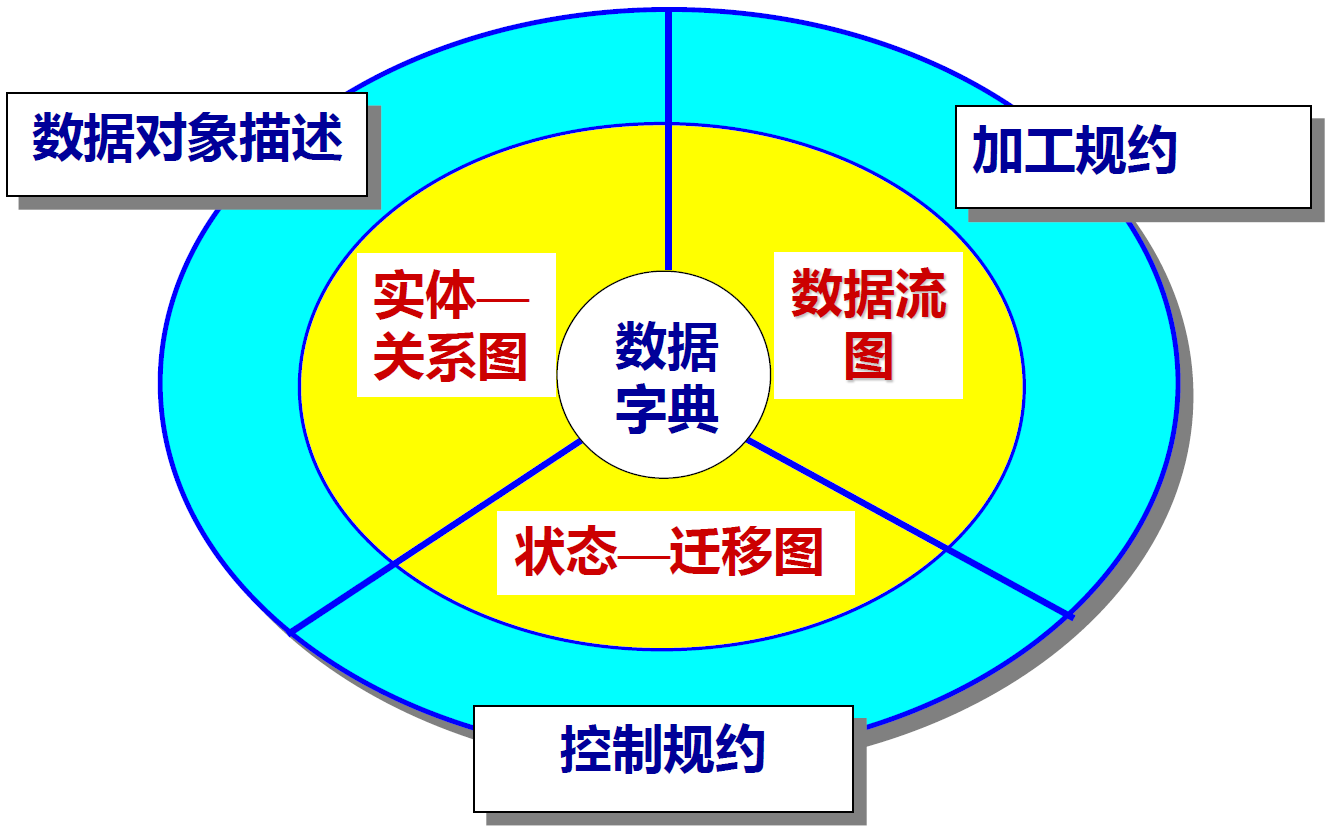 数据对象描述
加工规约
实体—
关系图
数据流
图
数据
字典
状态—迁移图
控制规约